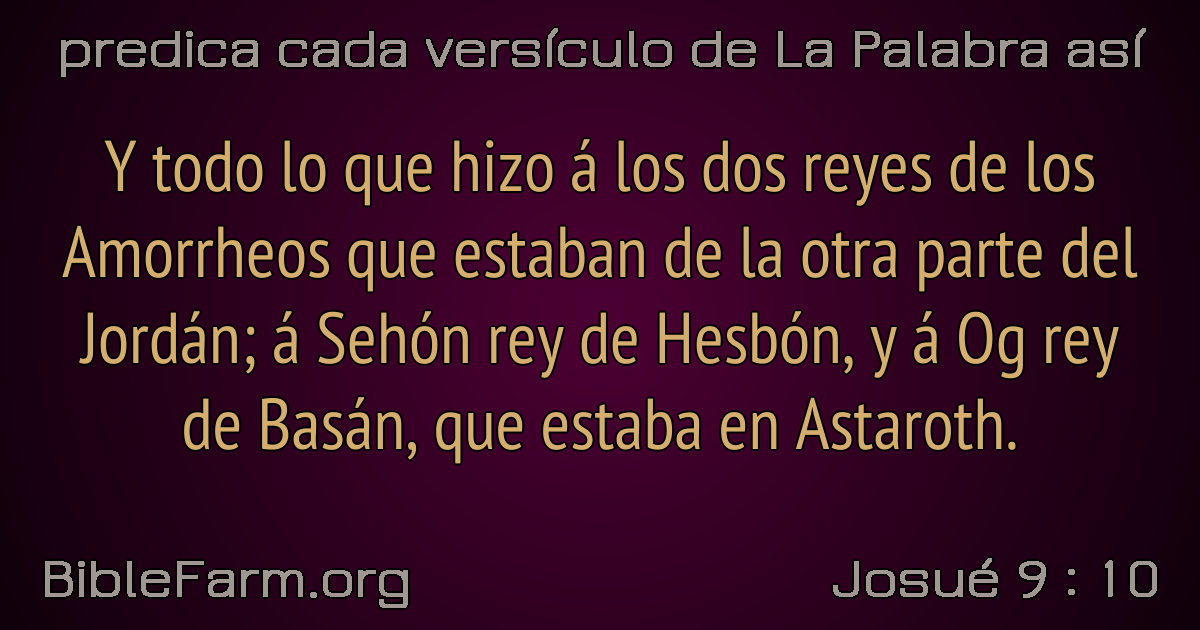 predica cada versículo de La Palabra así
Y todo lo que hizo á los dos reyes de los
Amorrheos que estaban de la otra parte del
Jordán; á Sehón rey de Hesbón, y á Og rey
de Basán, que estaba en Astaroth.
BibleFarm.org
Josué 9 : 10